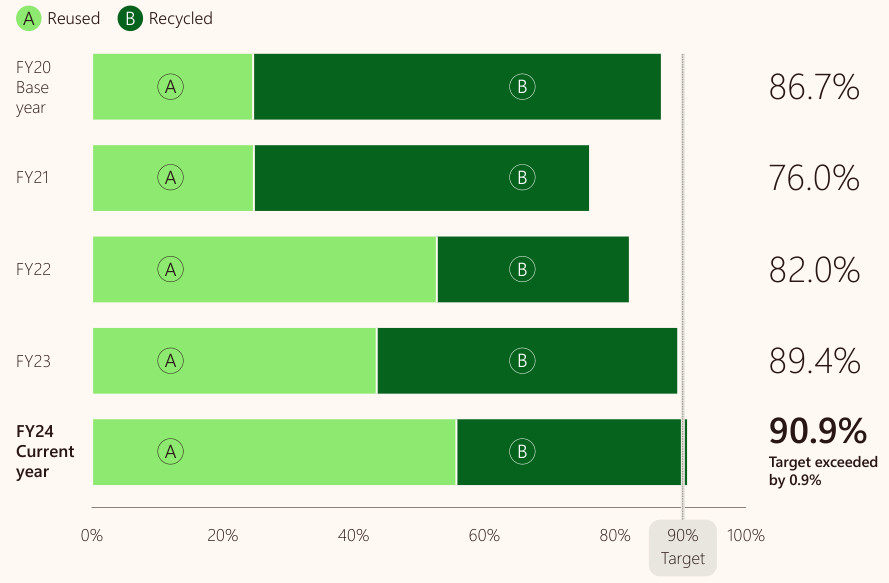 A Reused B Recycled
FY20
Base
year
A B
86.7%
FY21
A B
76.0%
FY22
A B
82.0%
FY23
A B
89.4%
FY24
Current
year
A B
90.9%
Target exceeded
by 0.9%
0% 20% 40% 60% 80% 90% 100%
Target